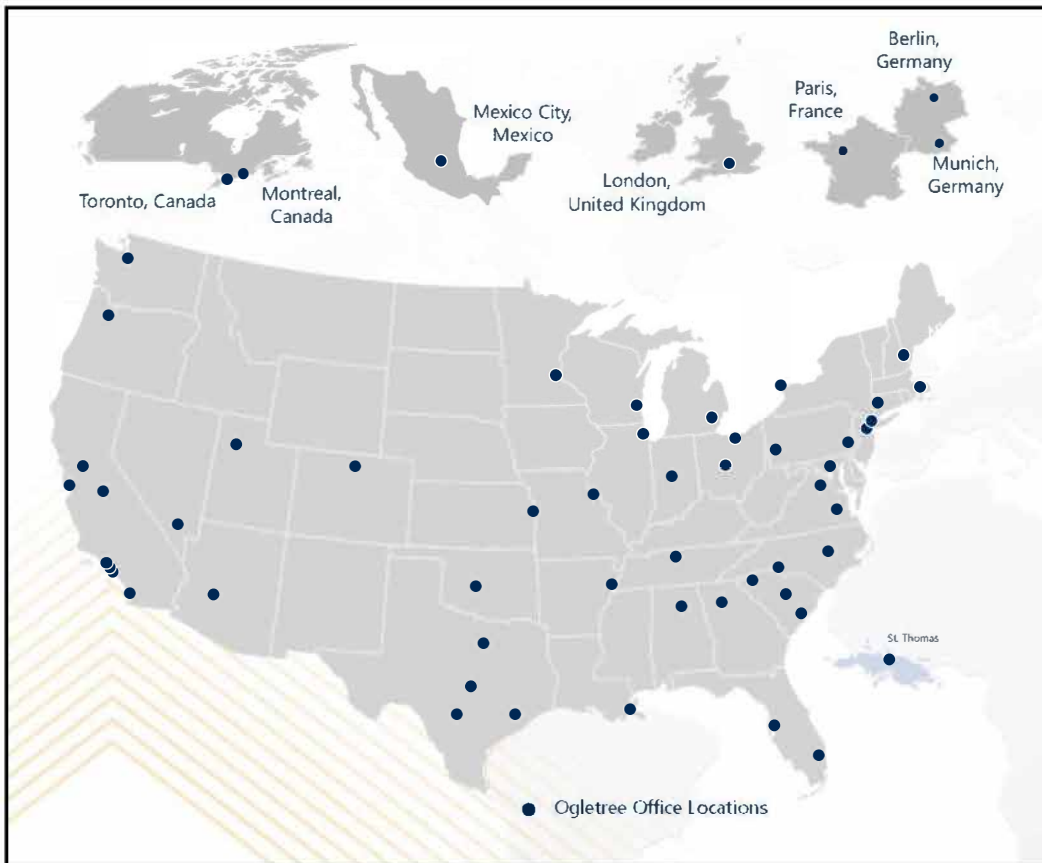 Berlin,
Germany
Paris,
France
Mexico City,
Mexico
Munich,
Germany
London,
United Kingdom
Toronto, Canada
Montreal,
Canada
St. Thomas
Ogletree Office Locations